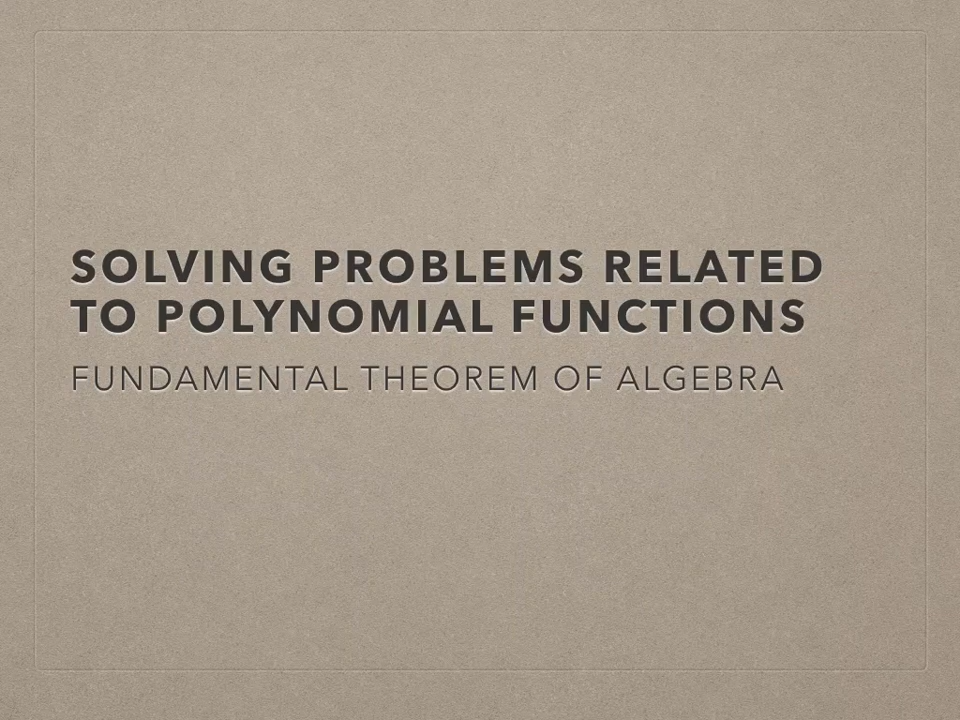 SOLVING PROBLEMS RELATED
TO POLYNOMIAL FUNCTIONS
FUNDAMENTAL THEOREM OF ALGEBRA